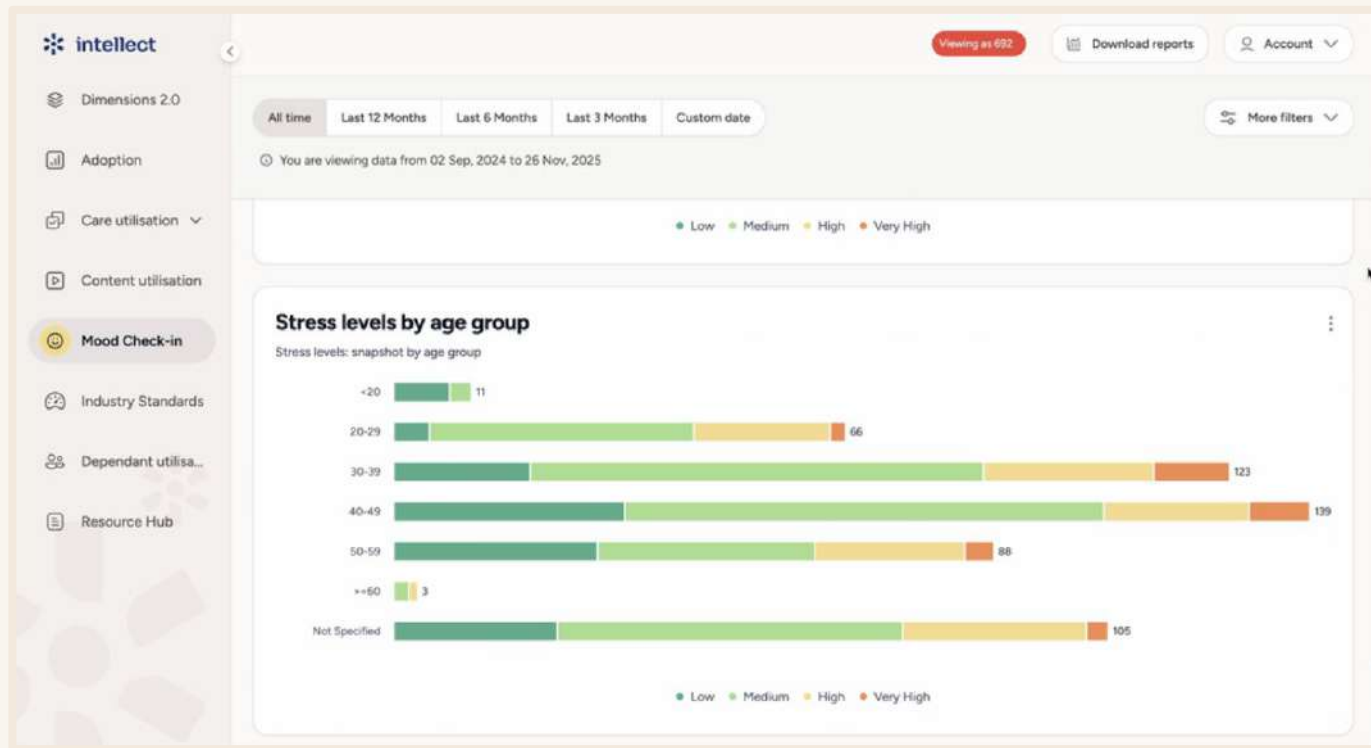 intellect
Viewing as 692
Download reports
Account
Dimensions 2.0
Adoption
Care utilisation
Content utilisation
Mood Check-in
Industry Standards
Dependant utilisa...
Resource Hub
All time
Last 12 Months
Last 6 Months
Last 3 Months
Custom date
More filters
You are viewing data from 02 Sep, 2024 to 26 Nov, 2025
Low Medium High Very High
Stress levels by age group
Stress levels: snapshot by age group
<20 11
20-29 66
30-39 123
40-49 139
50-59 88
>=60 3
Not Specified 105
Low Medium High Very High